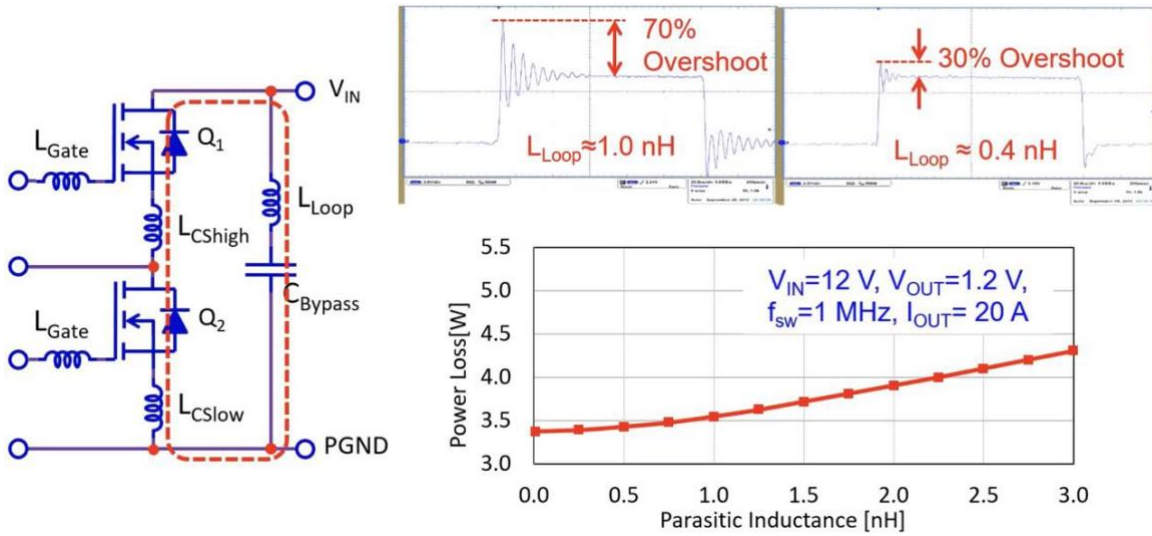 V_IN
L_Gate
Q₁
L_Loop
L_CShigh
C_Bypass
L_Gate
Q₂
L_CSlow
PGND
70%
Overshoot
L_Loop≈1.0 nH
30% Overshoot
L_Loop ≈ 0.4 nH
5.5
5.0
4.5
4.0
3.5
3.0
Power Loss[W]
V_IN=12 V, V_OUT=1.2 V,
f_sw=1 MHz, I_OUT= 20 A
0.0 0.5 1.0 1.5 2.0 2.5 3.0
Parasitic Inductance [nH]